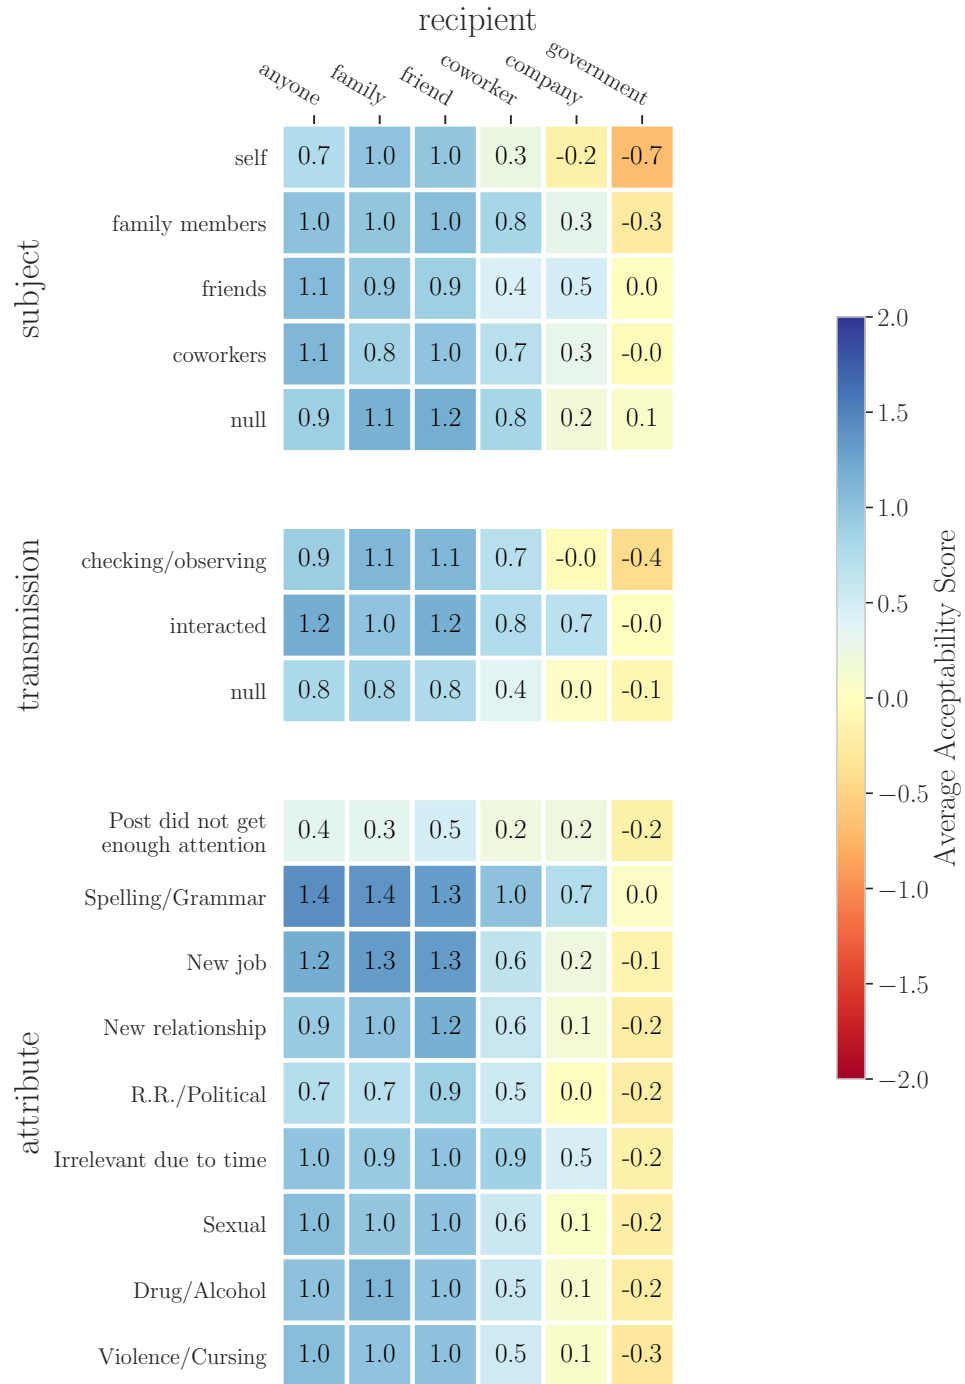 recipient
anyone family friend coworker company government
subject
self 0.7 1.0 1.0 0.3 -0.2 -0.7
family members 1.0 1.0 1.0 0.8 0.3 -0.3
friends 1.1 0.9 0.9 0.4 0.5 0.0
coworkers 1.1 0.8 1.0 0.7 0.3 -0.0
null 0.9 1.1 1.2 0.8 0.2 0.1
transmission
checking/observing 0.9 1.1 1.1 0.7 -0.0 -0.4
interacted 1.2 1.0 1.2 0.8 0.7 -0.0
null 0.8 0.8 0.8 0.4 0.0 -0.1
attribute
Post did not get
enough attention 0.4 0.3 0.5 0.2 0.2 -0.2
Spelling/Grammar 1.4 1.4 1.3 1.0 0.7 0.0
New job 1.2 1.3 1.3 0.6 0.2 -0.1
New relationship 0.9 1.0 1.2 0.6 0.1 -0.2
R.R./Political 0.7 0.7 0.9 0.5 0.0 -0.2
Irrelevant due to time 1.0 0.9 1.0 0.9 0.5 -0.2
Sexual 1.0 1.0 1.0 0.6 0.1 -0.2
Drug/Alcohol 1.0 1.1 1.0 0.5 0.1 -0.2
Violence/Cursing 1.0 1.0 1.0 0.5 0.1 -0.3
2.0
1.5
1.0
0.5
0.0
−0.5
−1.0
−1.5
−2.0
Average Acceptability Score